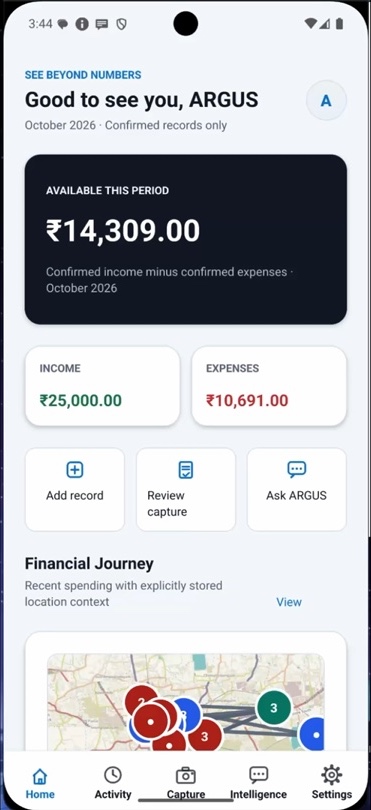 3:44
SEE BEYOND NUMBERS
Good to see you, ARGUS
A
October 2026 · Confirmed records only
AVAILABLE THIS PERIOD
₹14,309.00
Confirmed income minus confirmed expenses ·
October 2026
INCOME
EXPENSES
₹25,000.00
₹10,691.00
Add record
Review
capture
Ask ARGUS
Financial Journey
Recent spending with explicitly stored
location context
View
3
3
Home
Activity
Capture
Intelligence
Settings